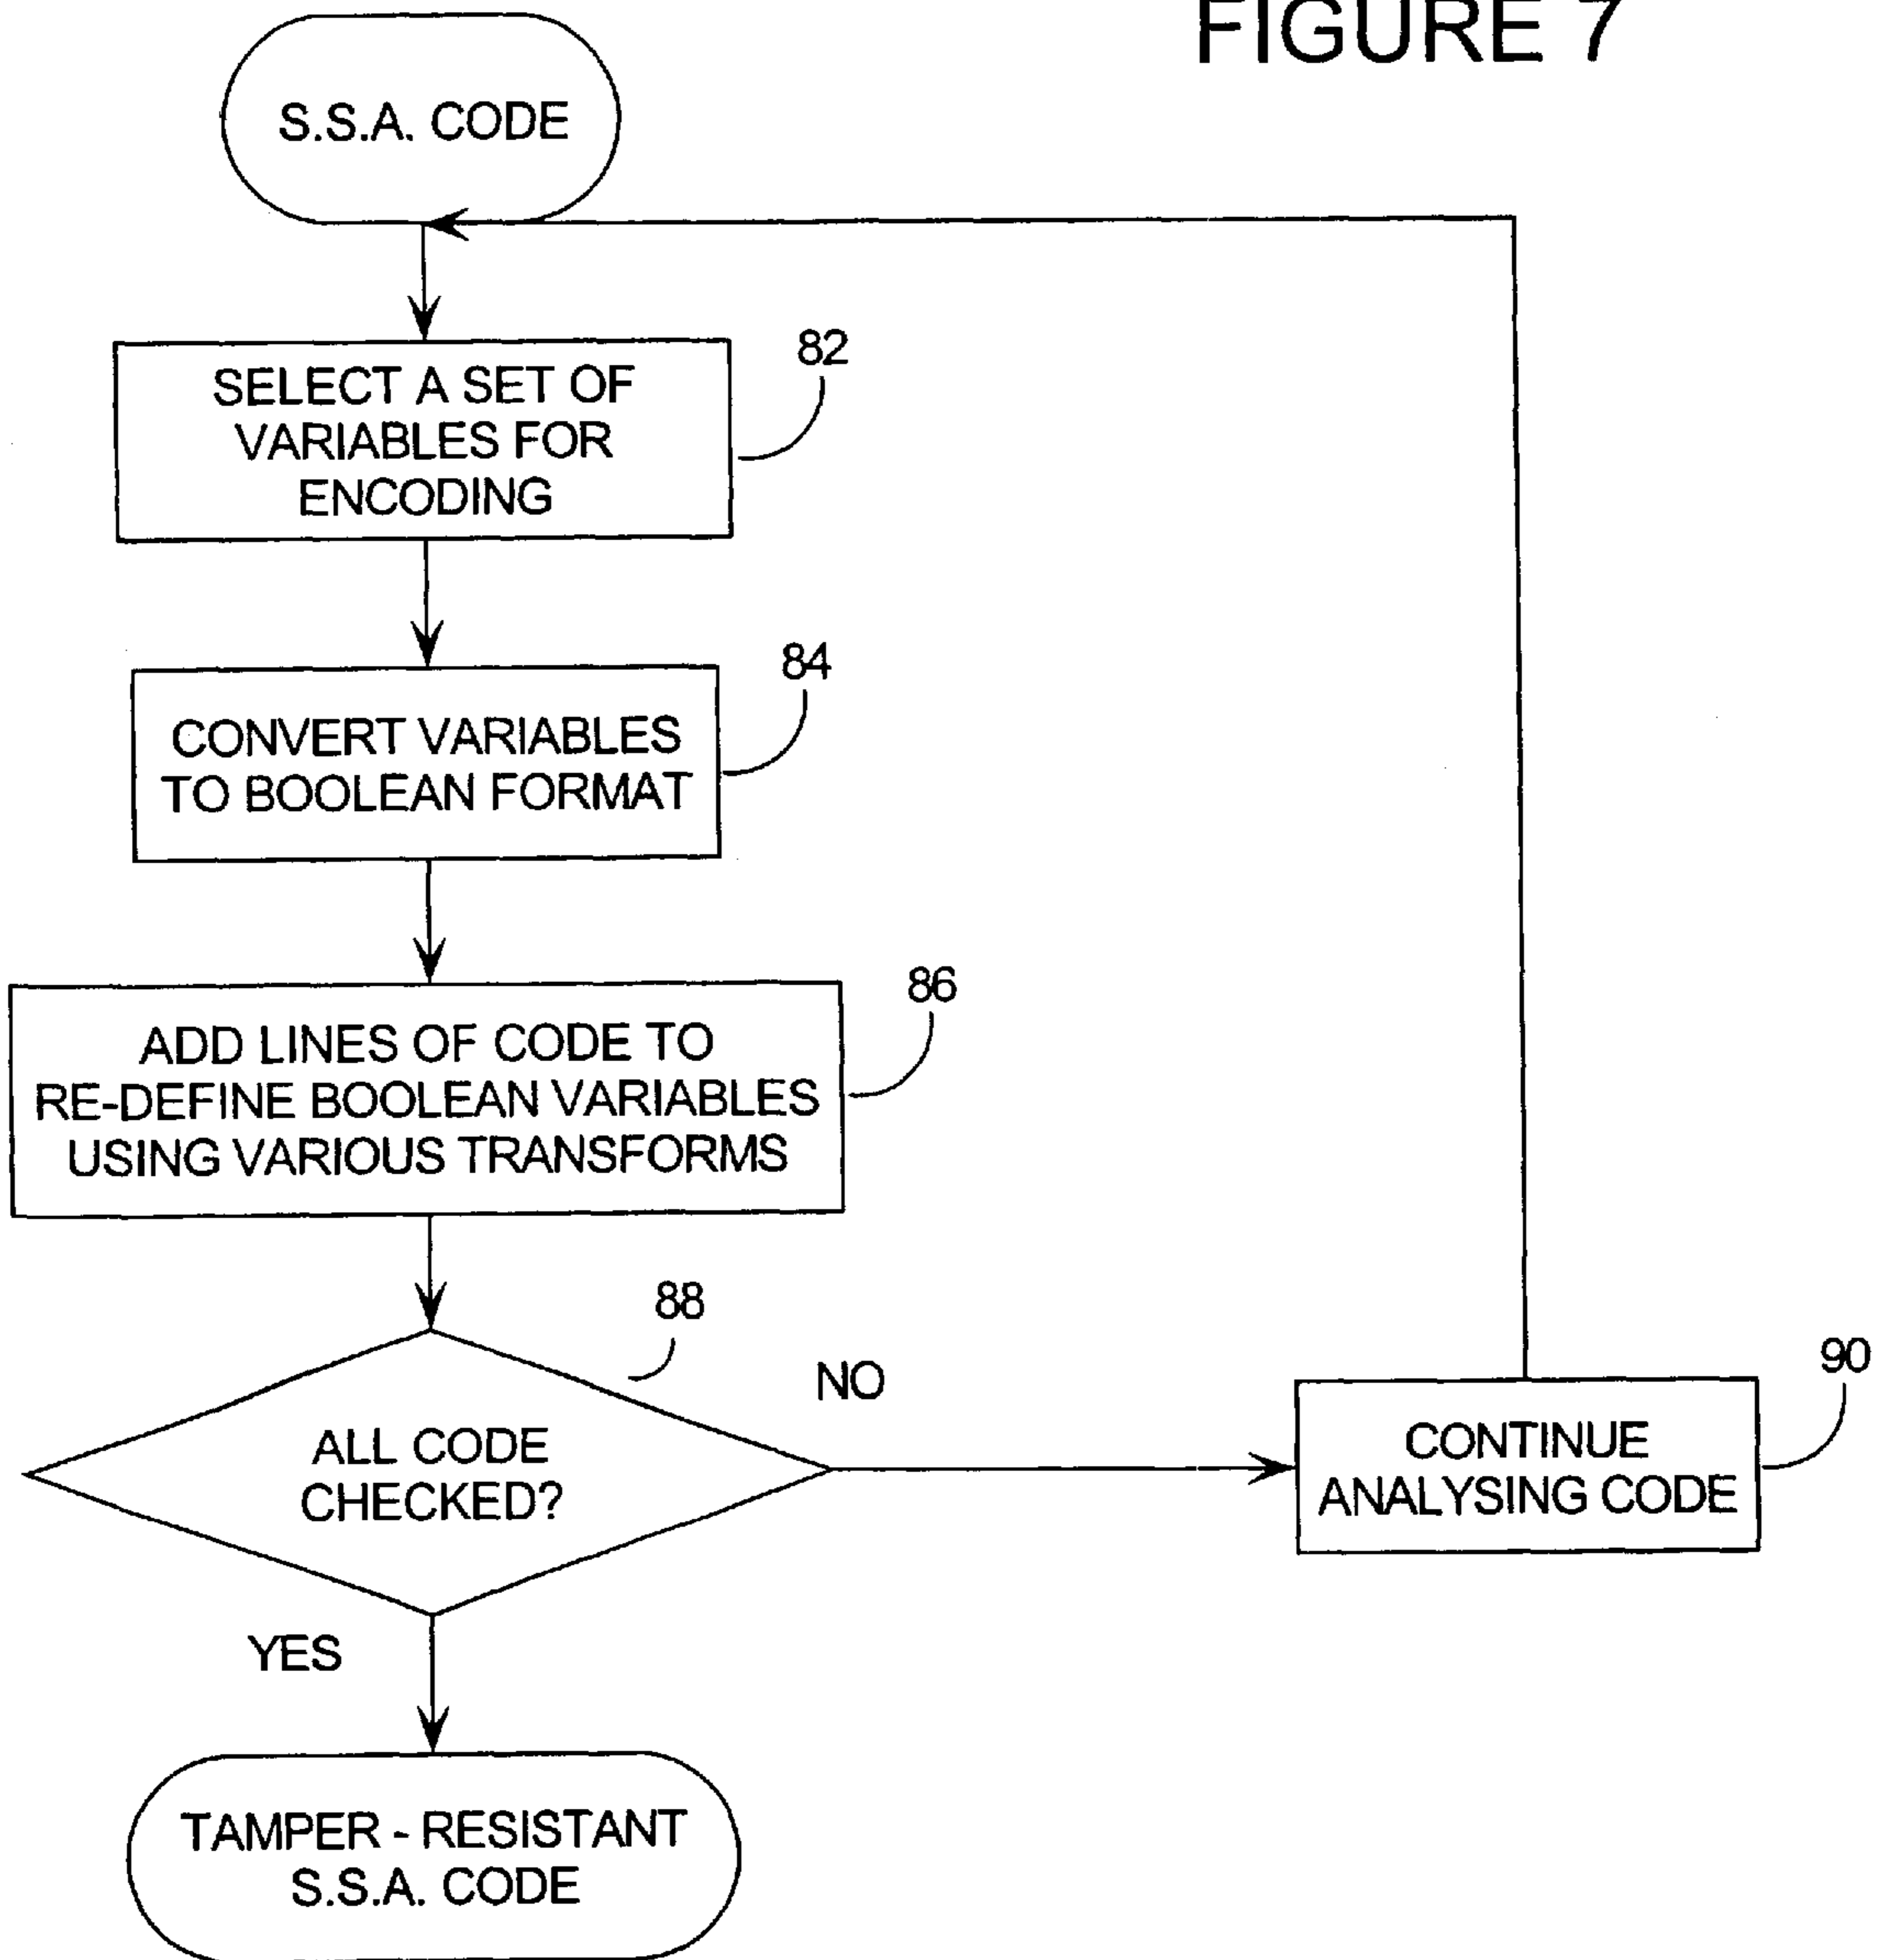 FIGURE 7
S.S.A. CODE
SELECT A SET OF
VARIABLES FOR
ENCODING
82
CONVERT VARIABLES
TO BOOLEAN FORMAT
84
ADD LINES OF CODE TO
RE-DEFINE BOOLEAN VARIABLES
USING VARIOUS TRANSFORMS
86
88
ALL CODE
CHECKED?
NO
CONTINUE
ANALYSING CODE
90
YES
TAMPER - RESISTANT
S.S.A. CODE